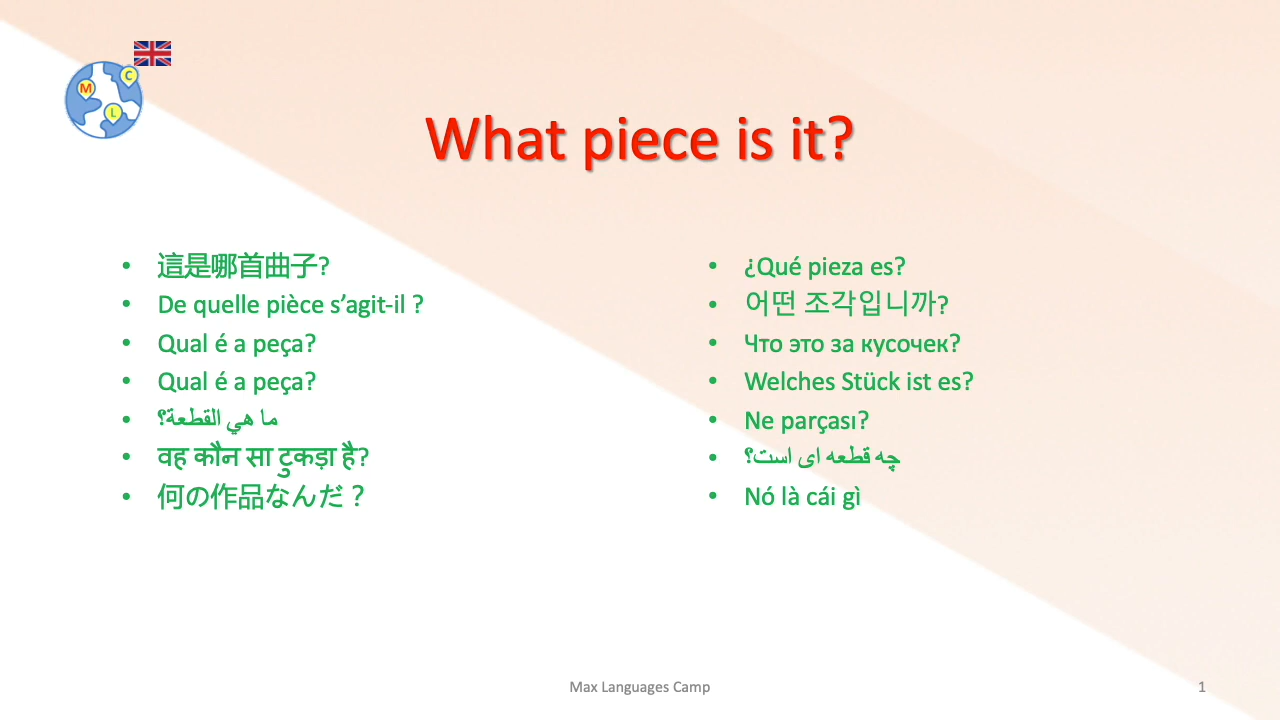 M
C
L
What piece is it?
• 這是哪首曲子?
• De quelle pièce s’agit-il ?
• Qual é a peça?
• Qual é a peça?
• ما هي القطعة؟
• वह कौन सा टुकड़ा है?
• 何の作品なんだ？
• ¿Qué pieza es?
• 어떤 조각입니까?
• Что это за кусочек?
• Welches Stück ist es?
• Ne parçası?
• چه قطعه ای است؟
• Nó là cái gì
Max Languages Camp
1